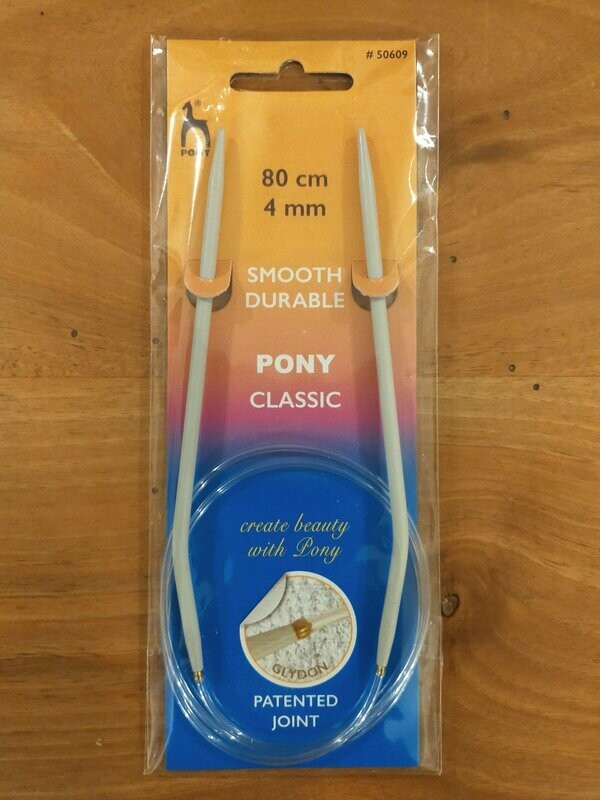 # 50609
®
PONY
80 cm
4 mm
SMOOTH
DURABLE
PONY
CLASSIC
create beauty
with Pony
GLYDON
PATENTED
JOINT